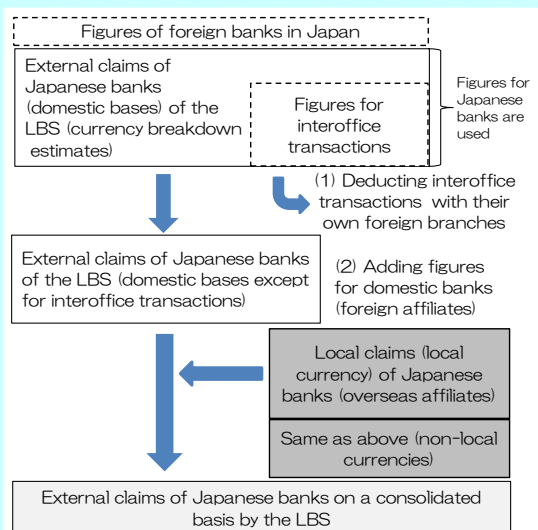 Figures of foreign banks in Japan
External claims of
Japanese banks
(domestic bases) of the
LBS (currency breakdown
estimates)
Figures for
interoffice
transactions
Figures for
Japanese
banks are
used
(1) Deducting interoffice
transactions with their
own foreign branches
External claims of Japanese banks
of the LBS (domestic bases except
for interoffice transactions)
(2) Adding figures
for domestic banks
(foreign affiliates)
Local claims (local
currency) of Japanese
banks (overseas affiliates)
Same as above (non-local
currencies)
External claims of Japanese banks on a consolidated
basis by the LBS